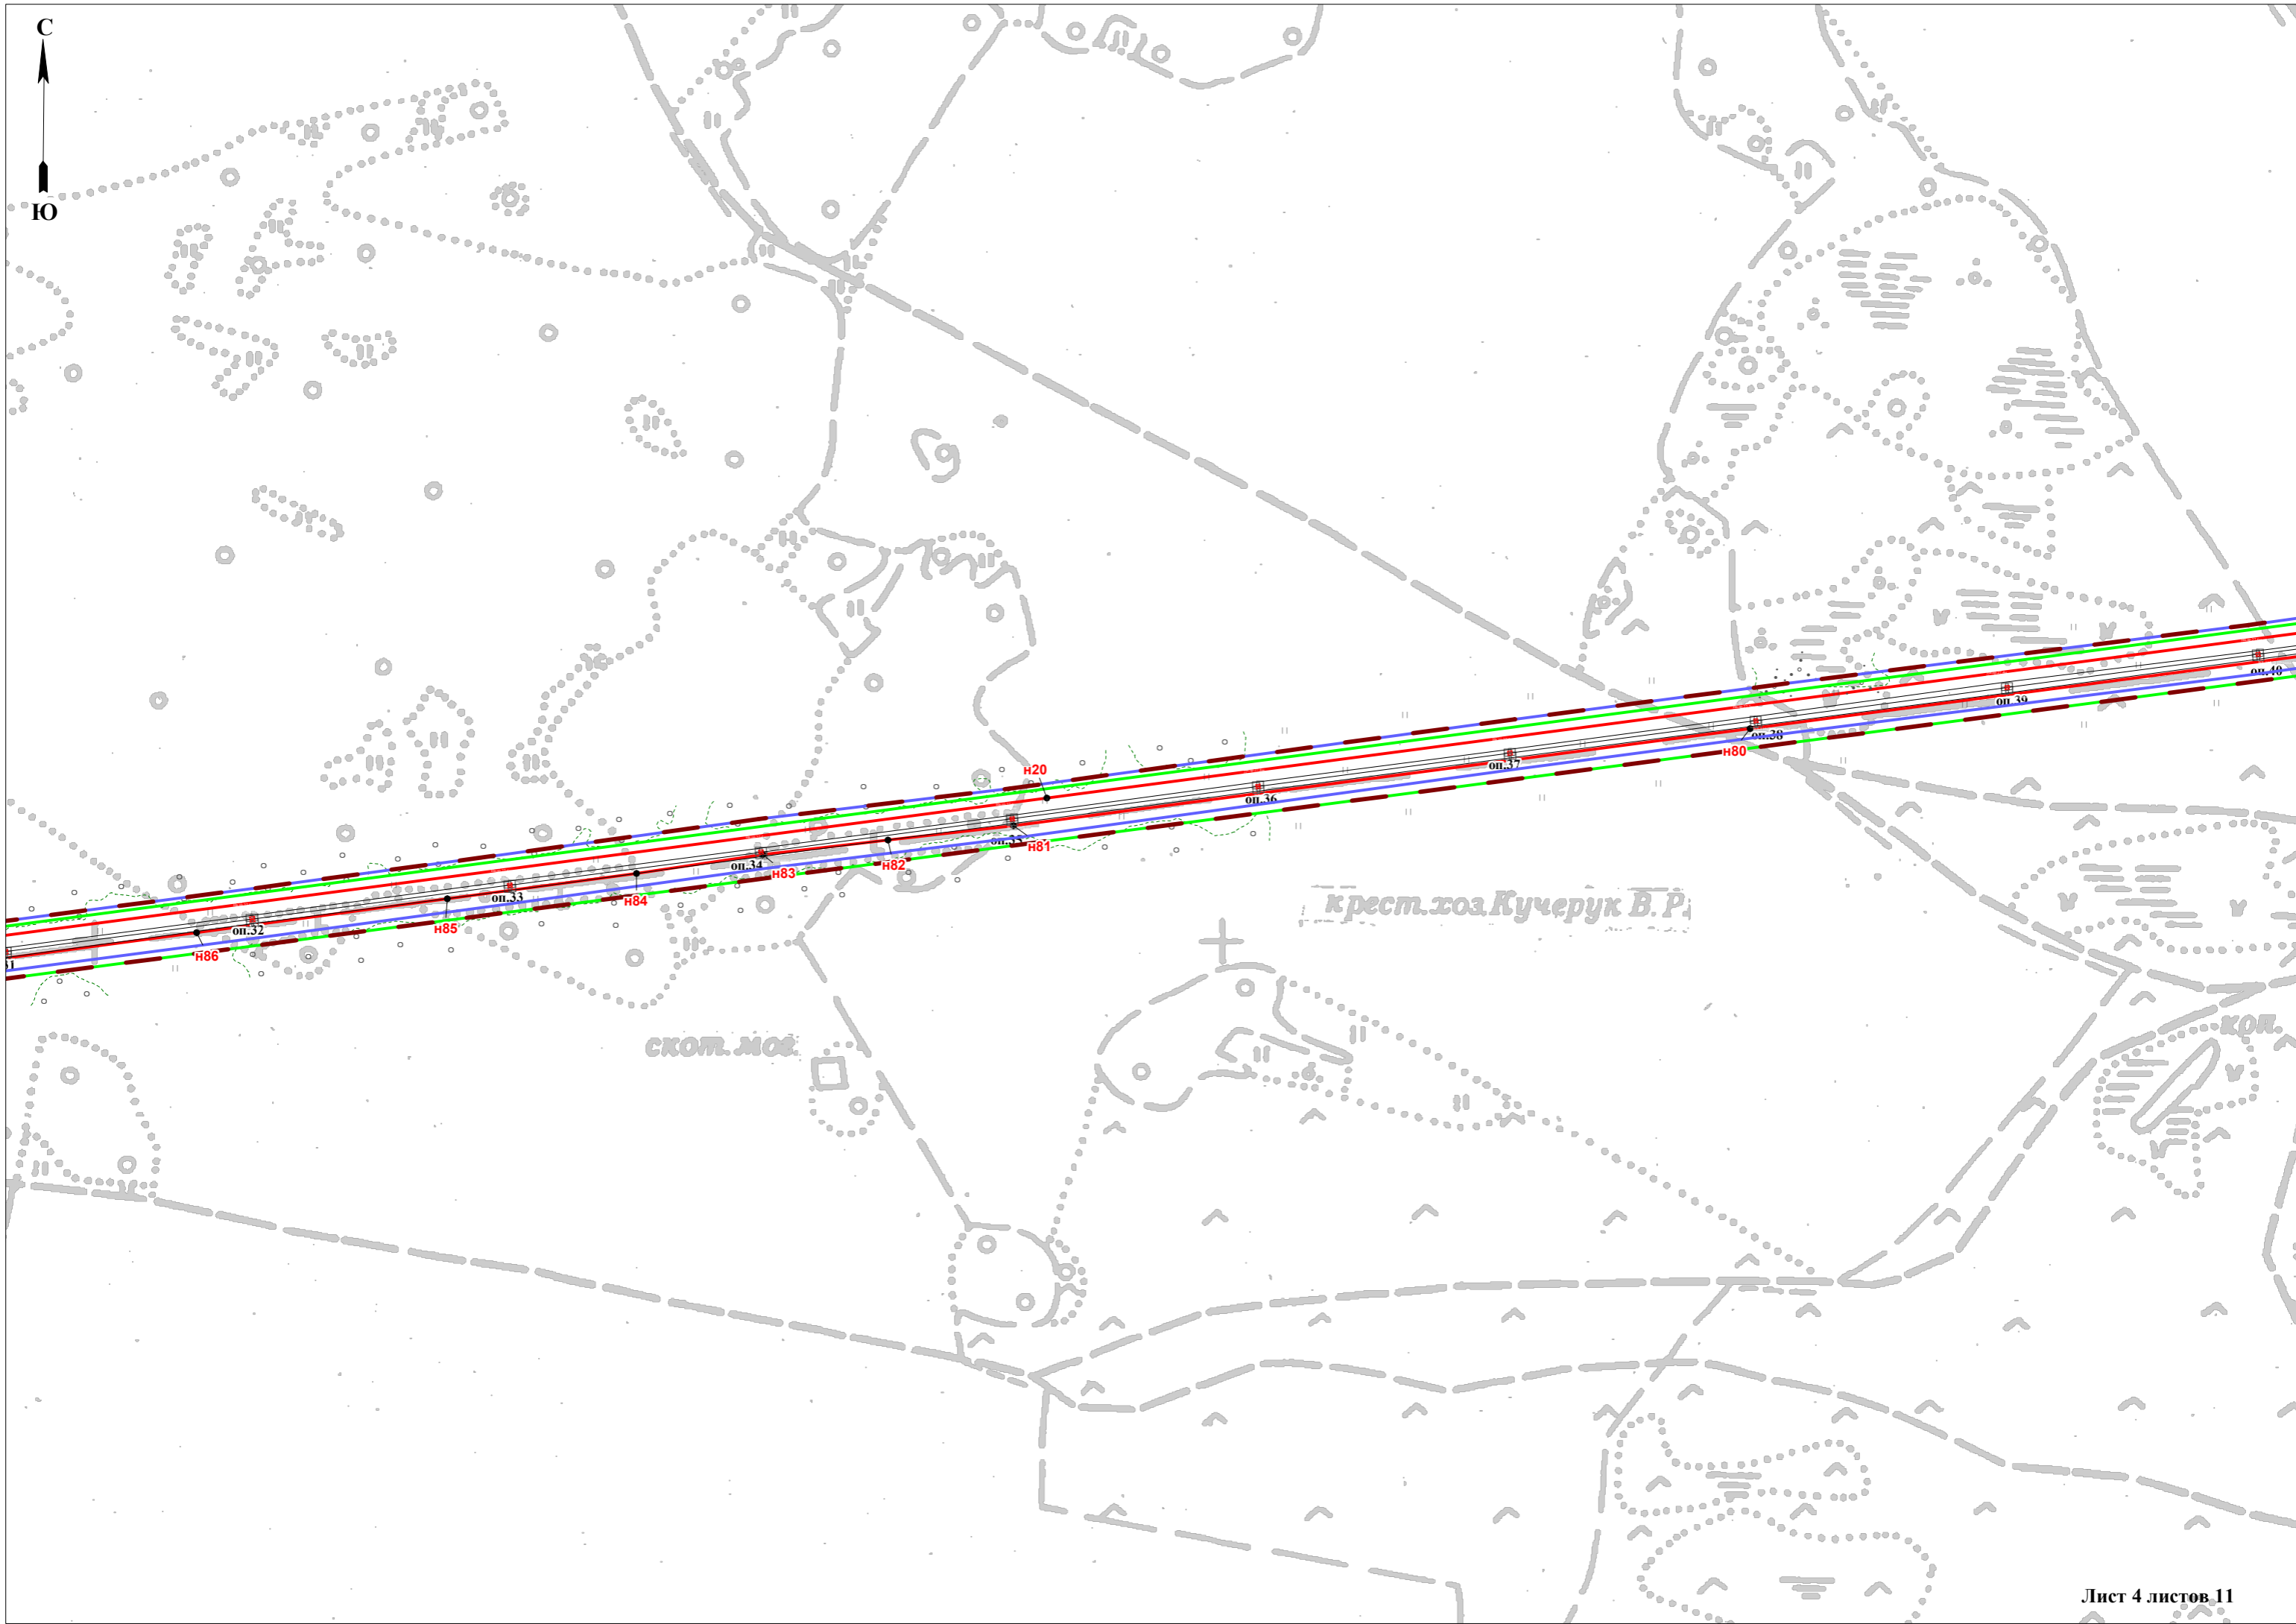 С
Ю
оп.40
оп.39
оп.38
н80
оп.37
н20
оп.36
оп.35
н81
н82
оп.34
н83
оп.33
н84
н85
оп.32
н86
крест.хоз.Кучерук В.Р.
скот.мог.
коп.
Лист 4 листов 11